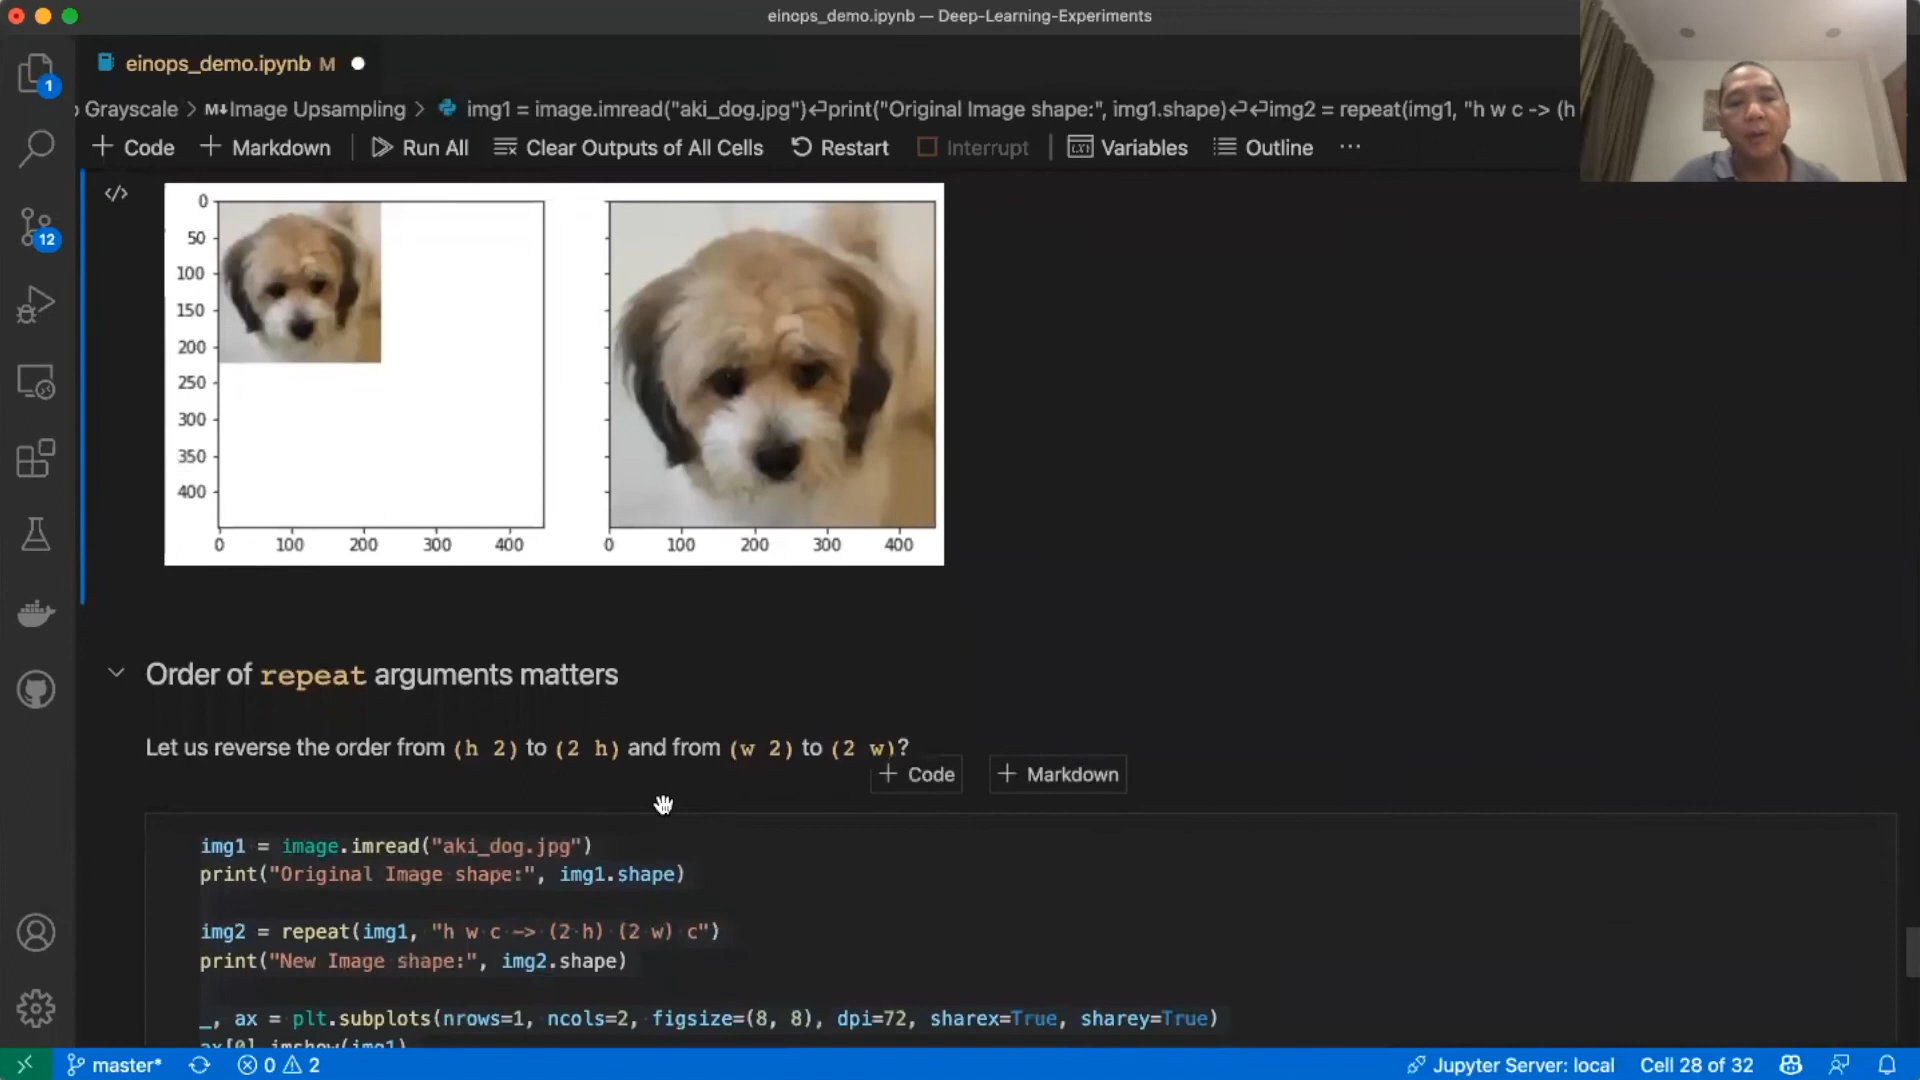 einops_demo.ipynb — Deep-Learning-Experiments
einops_demo.ipynb M
1
Grayscale > M↓Image Upsampling > img1 = image.imread("aki_dog.jpg")↩print("Original Image shape:", img1.shape)↩↩img2 = repeat(img1, "h w c -> (h
+ Code + Markdown Run All Clear Outputs of All Cells Restart Interrupt Variables Outline ...
12
0
50
100
150
200
250
300
350
400
0 100 200 300 400
0 100 200 300 400
Order of repeat arguments matters
Let us reverse the order from (h 2) to (2 h) and from (w 2) to (2 w)?
+ Code + Markdown
img1 = image.imread("aki_dog.jpg")
print("Original Image shape:", img1.shape)
img2 = repeat(img1, "h w c -> (2 h) (2 w) c")
print("New Image shape:", img2.shape)
_, ax = plt.subplots(nrows=1, ncols=2, figsize=(8, 8), dpi=72, sharex=True, sharey=True)
ax[0].imshow(img1)
master* 0 2 Jupyter Server: local Cell 28 of 32